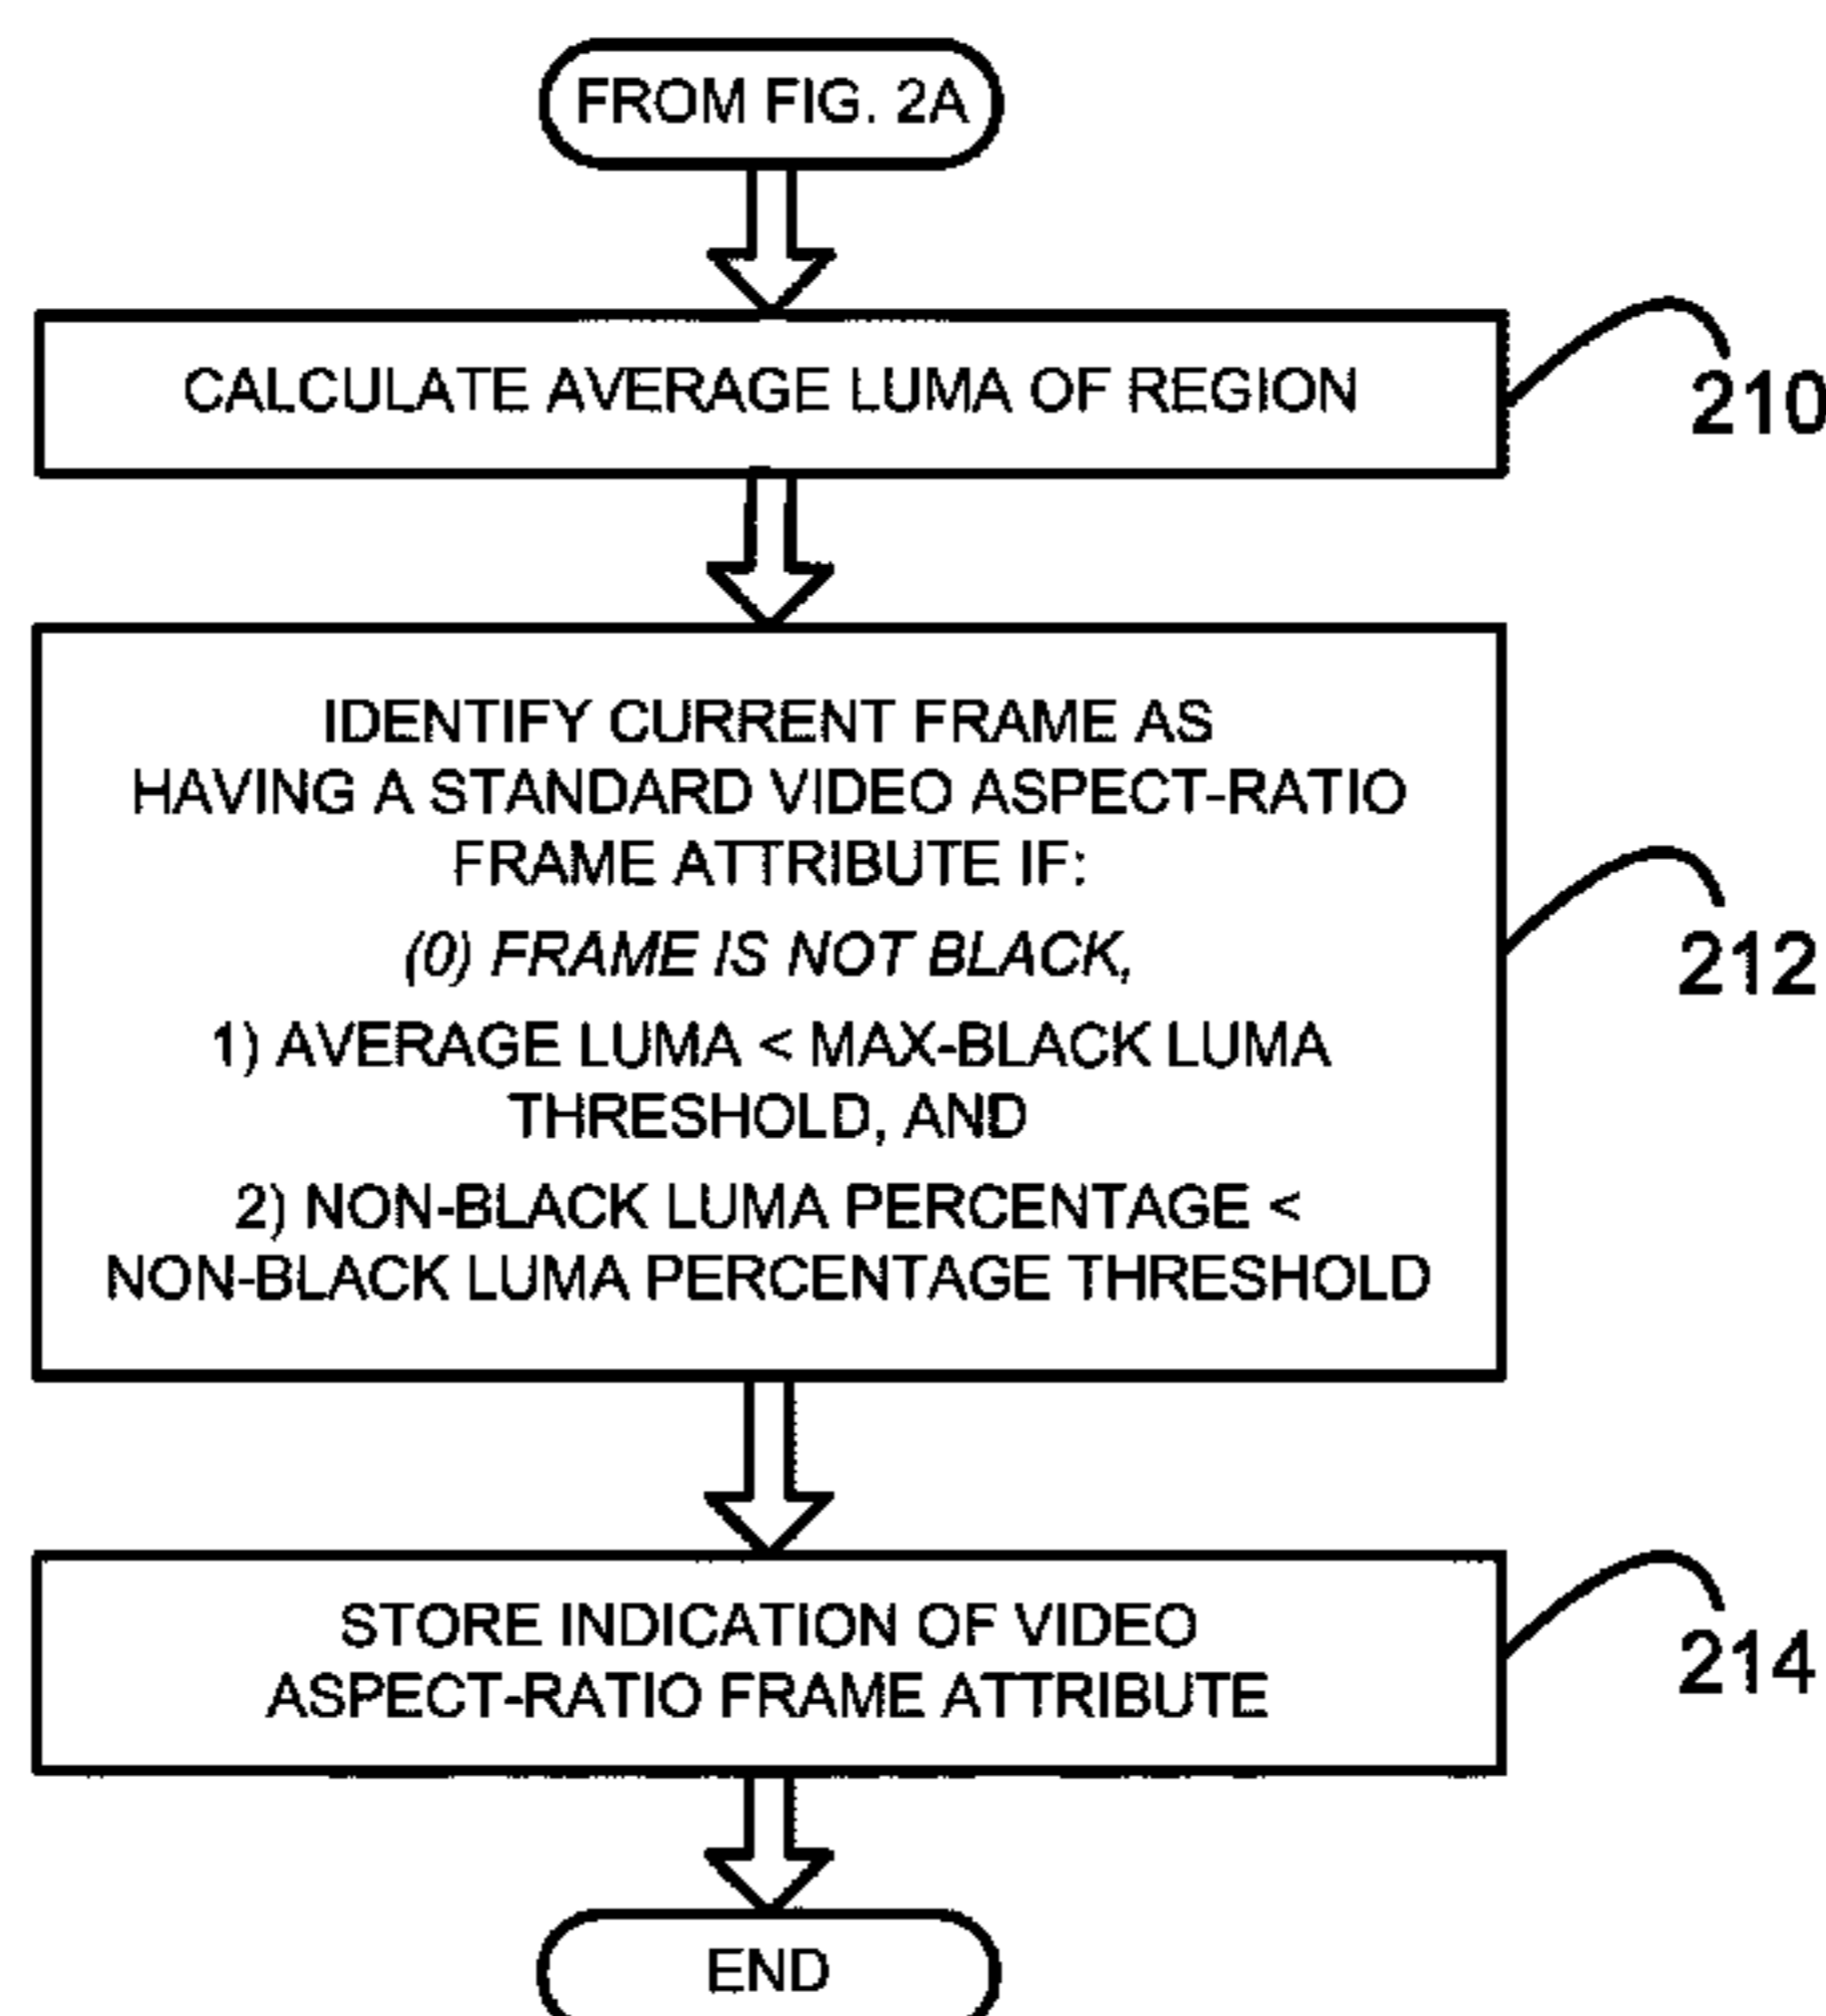 FROM FIG. 2A
CALCULATE AVERAGE LUMA OF REGION
210
IDENTIFY CURRENT FRAME AS
HAVING A STANDARD VIDEO ASPECT-RATIO
FRAME ATTRIBUTE IF:
(0) FRAME IS NOT BLACK,
1) AVERAGE LUMA < MAX-BLACK LUMA
THRESHOLD, AND
2) NON-BLACK LUMA PERCENTAGE <
NON-BLACK LUMA PERCENTAGE THRESHOLD
212
STORE INDICATION OF VIDEO
ASPECT-RATIO FRAME ATTRIBUTE
214
END